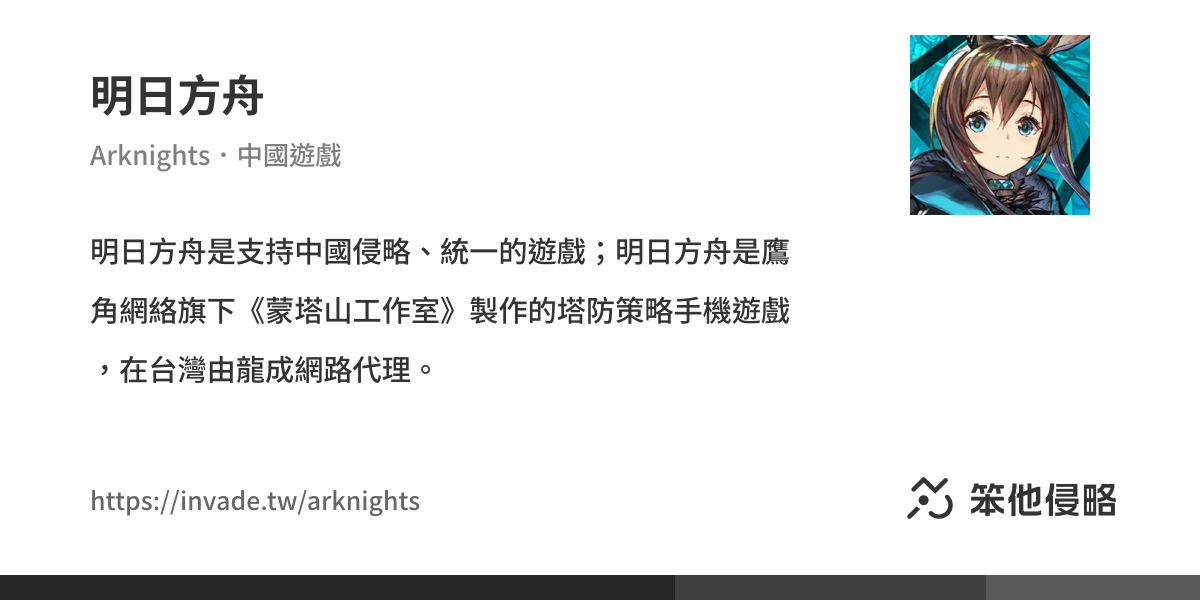 明日方舟
Arknights・中國遊戲
明日方舟是支持中國侵略、統一的遊戲；明日方舟是鷹
角網絡旗下《蒙塔山工作室》製作的塔防策略手機遊戲
，在台灣由龍成網路代理。
https://invade.tw/arknights
笨他侵略